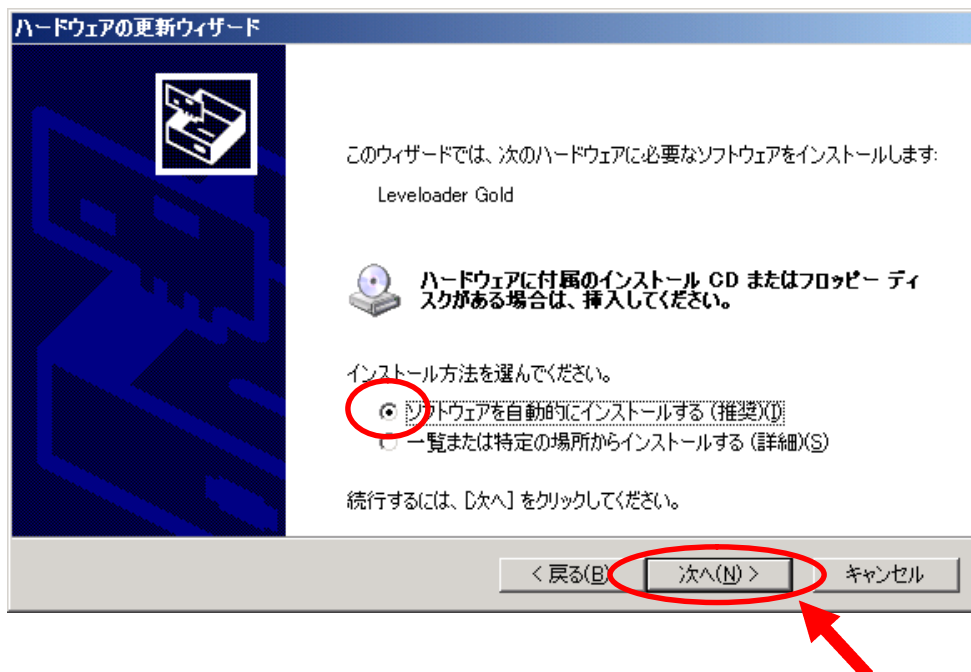 ハードウェアの更新ウィザード
このウィザードでは、次のハードウェアに必要なソフトウェアをインストールします:
Leveloader Gold
ハードウェアに付属のインストール CD またはフロッピー ディ
スクがある場合は、挿入してください。
インストール方法を選んでください。
ソフトウェアを自動的にインストールする (推奨)(I)
一覧または特定の場所からインストールする (詳細)(S)
続行するには、[次へ] をクリックしてください。
< 戻る(B)
次へ(N) >
キャンセル